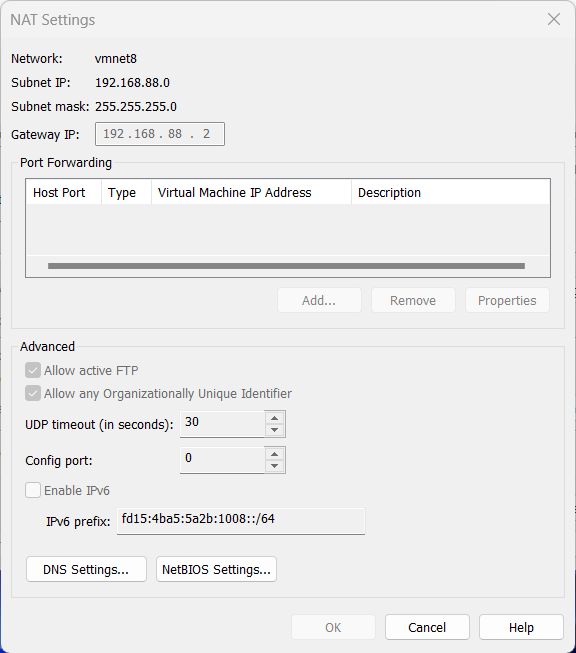 NAT Settings
Network: vmnet8
Subnet IP: 192.168.88.0
Subnet mask: 255.255.255.0
Gateway IP: 192 . 168 . 88 . 2
Port Forwarding
Host Port Type Virtual Machine IP Address Description
Add... Remove Properties
Advanced
Allow active FTP
Allow any Organizationally Unique Identifier
UDP timeout (in seconds): 30
Config port: 0
Enable IPv6
IPv6 prefix: fd15:4ba5:5a2b:1008::/64
DNS Settings... NetBIOS Settings...
OK Cancel Help